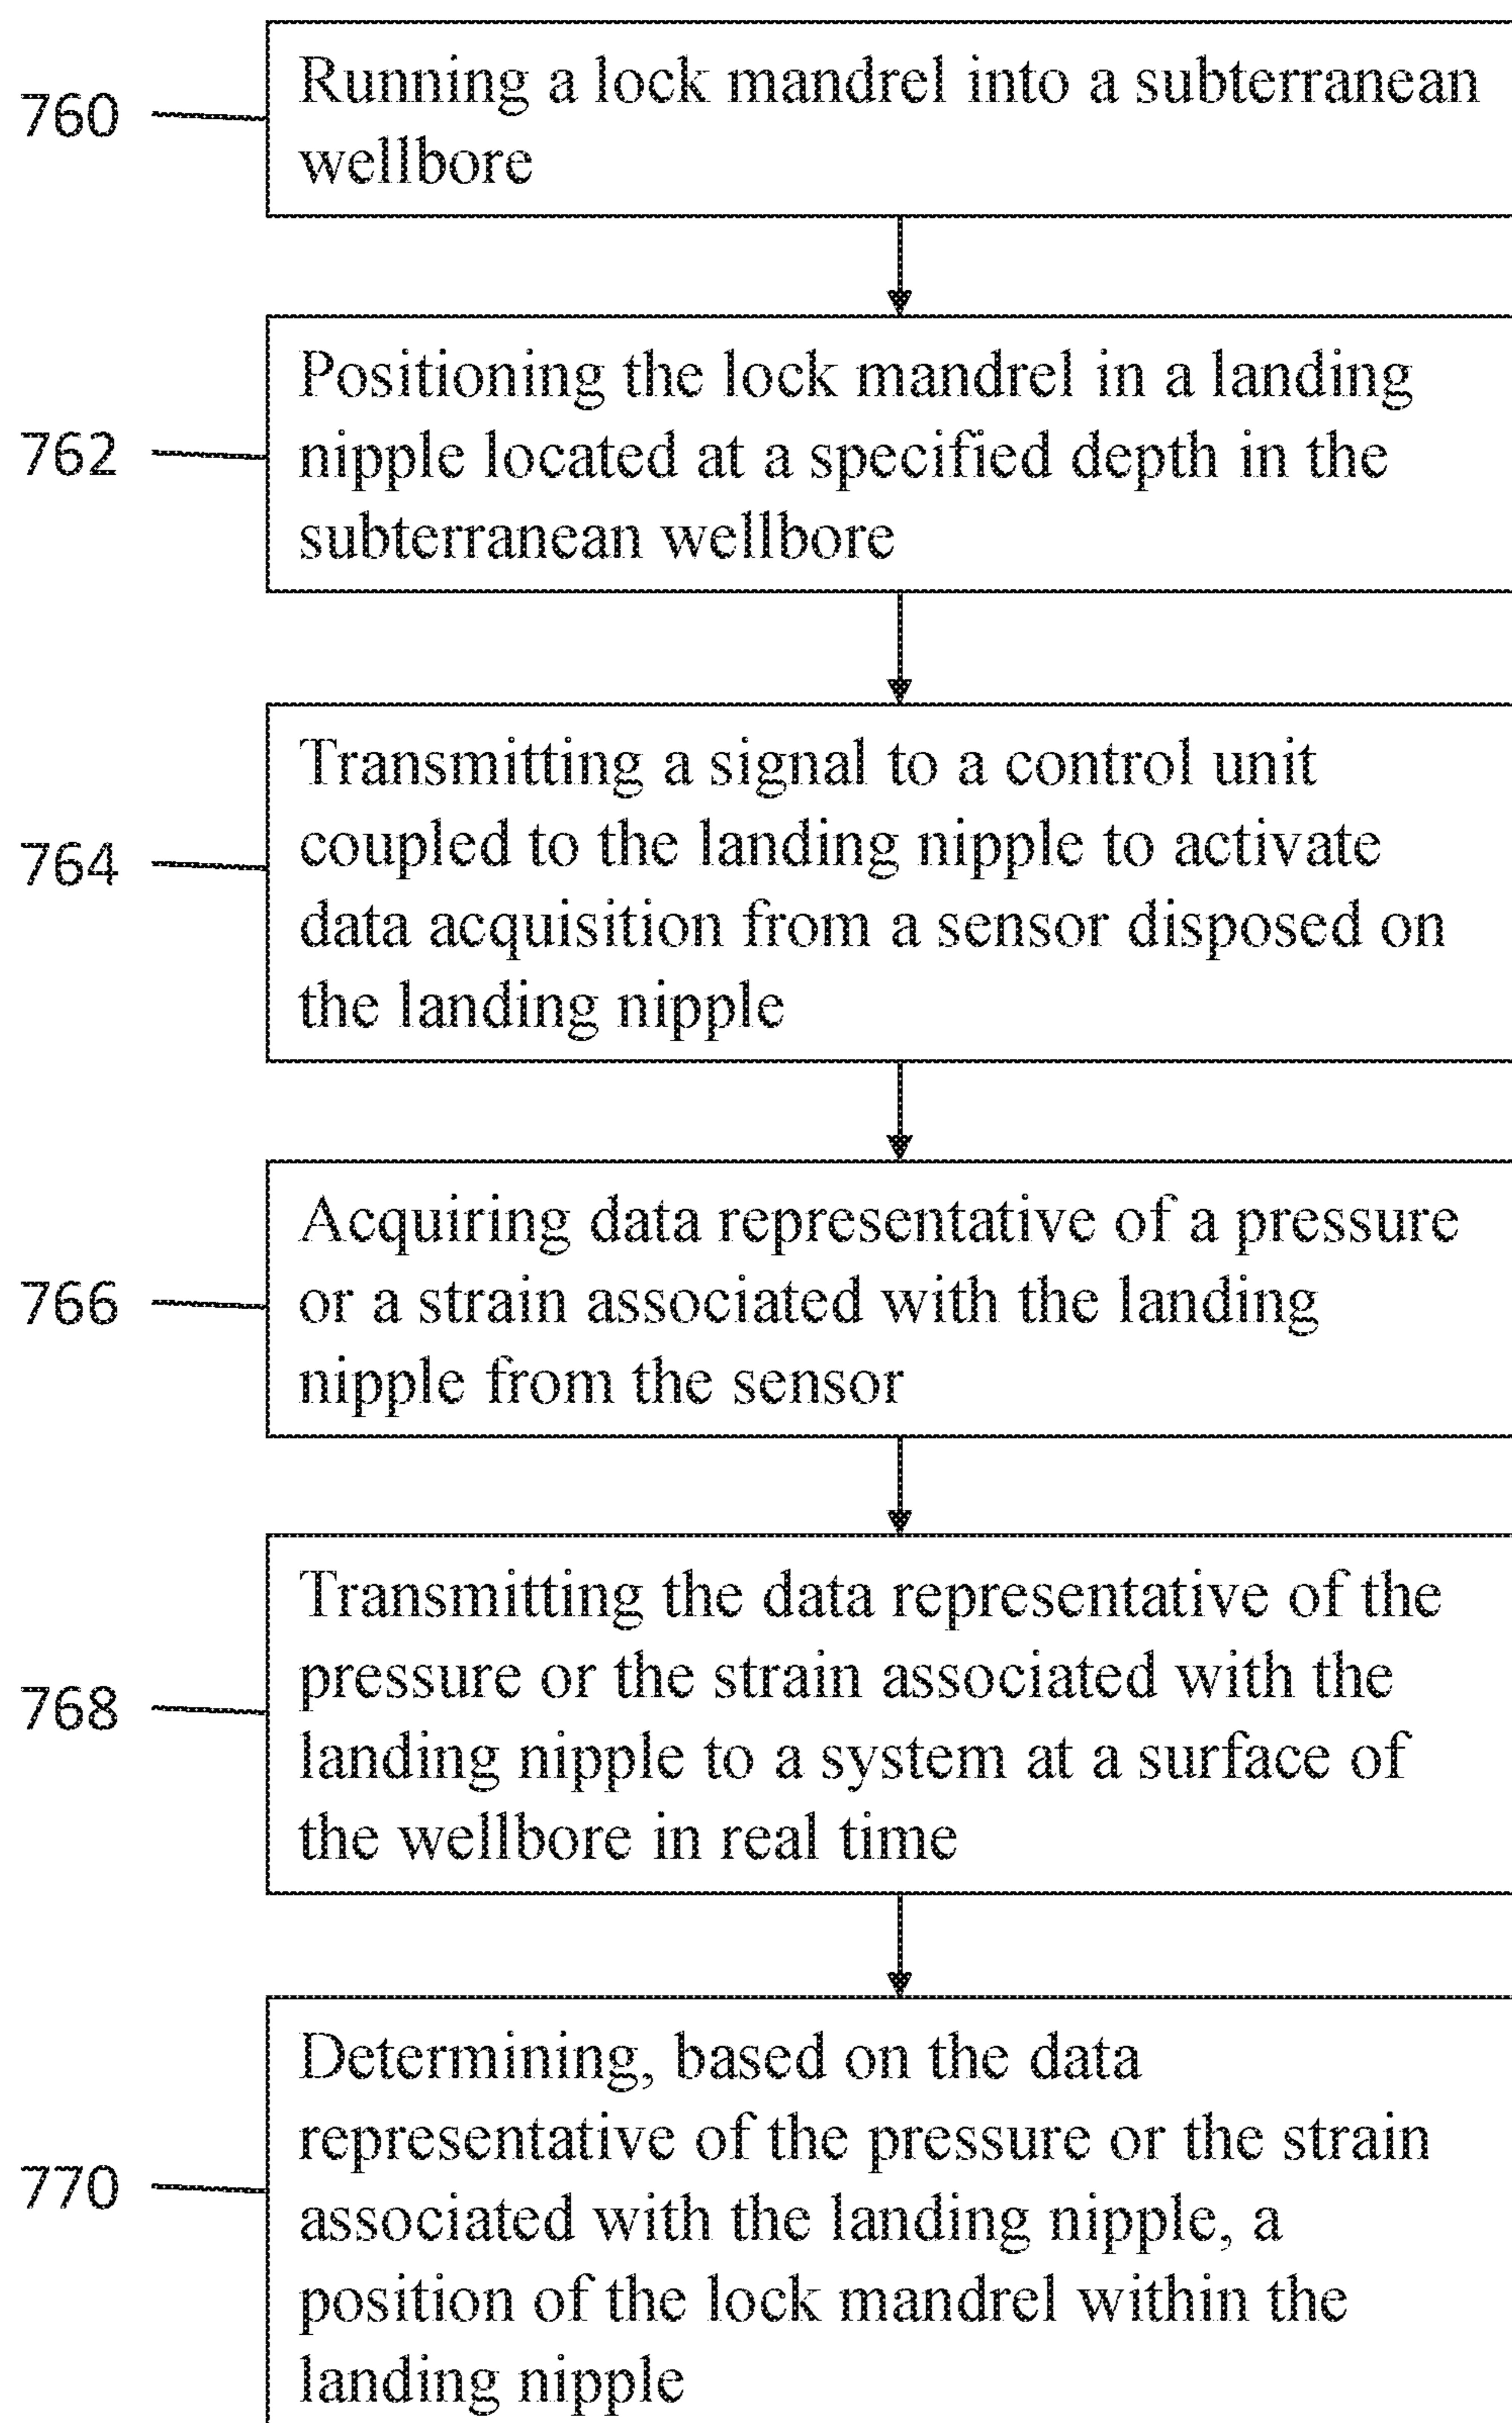 Running a lock mandrel into a subterranean
760
wellbore
Positioning the lock mandrel in a landing
762
nipple located at a specified depth in the
subterranean wellbore
Transmitting a signal to a control unit
764
coupled to the landing nipple to activate
data acquisition from a sensor disposed on
the landing nipple
Acquiring data representative of a pressure
766
or a strain associated with the landing
nipple from the sensor
Transmitting the data representative of the
pressure or the strain associated with the
768
landing nipple to a system at a surface of
the wellbore in real time
Determining, based on the data
representative of the pressure or the strain
770
associated with the landing nipple, a
position of the lock mandrel within the
landing nipple